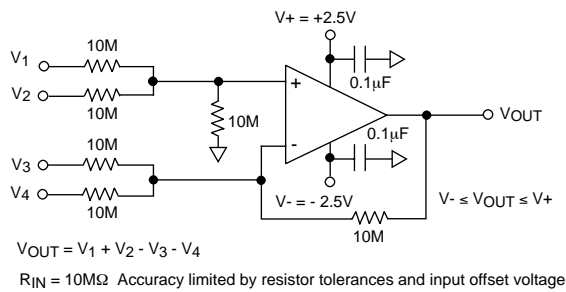 V+ = +2.5V
V1
10M
V2
10M
0.1µF
+
10M
VOUT
-
0.1µF
V3
10M
V4
10M
V- = - 2.5V
V- ≤ VOUT ≤ V+
10M
VOUT = V1 + V2 - V3 - V4
RIN = 10MΩ Accuracy limited by resistor tolerances and input offset voltage